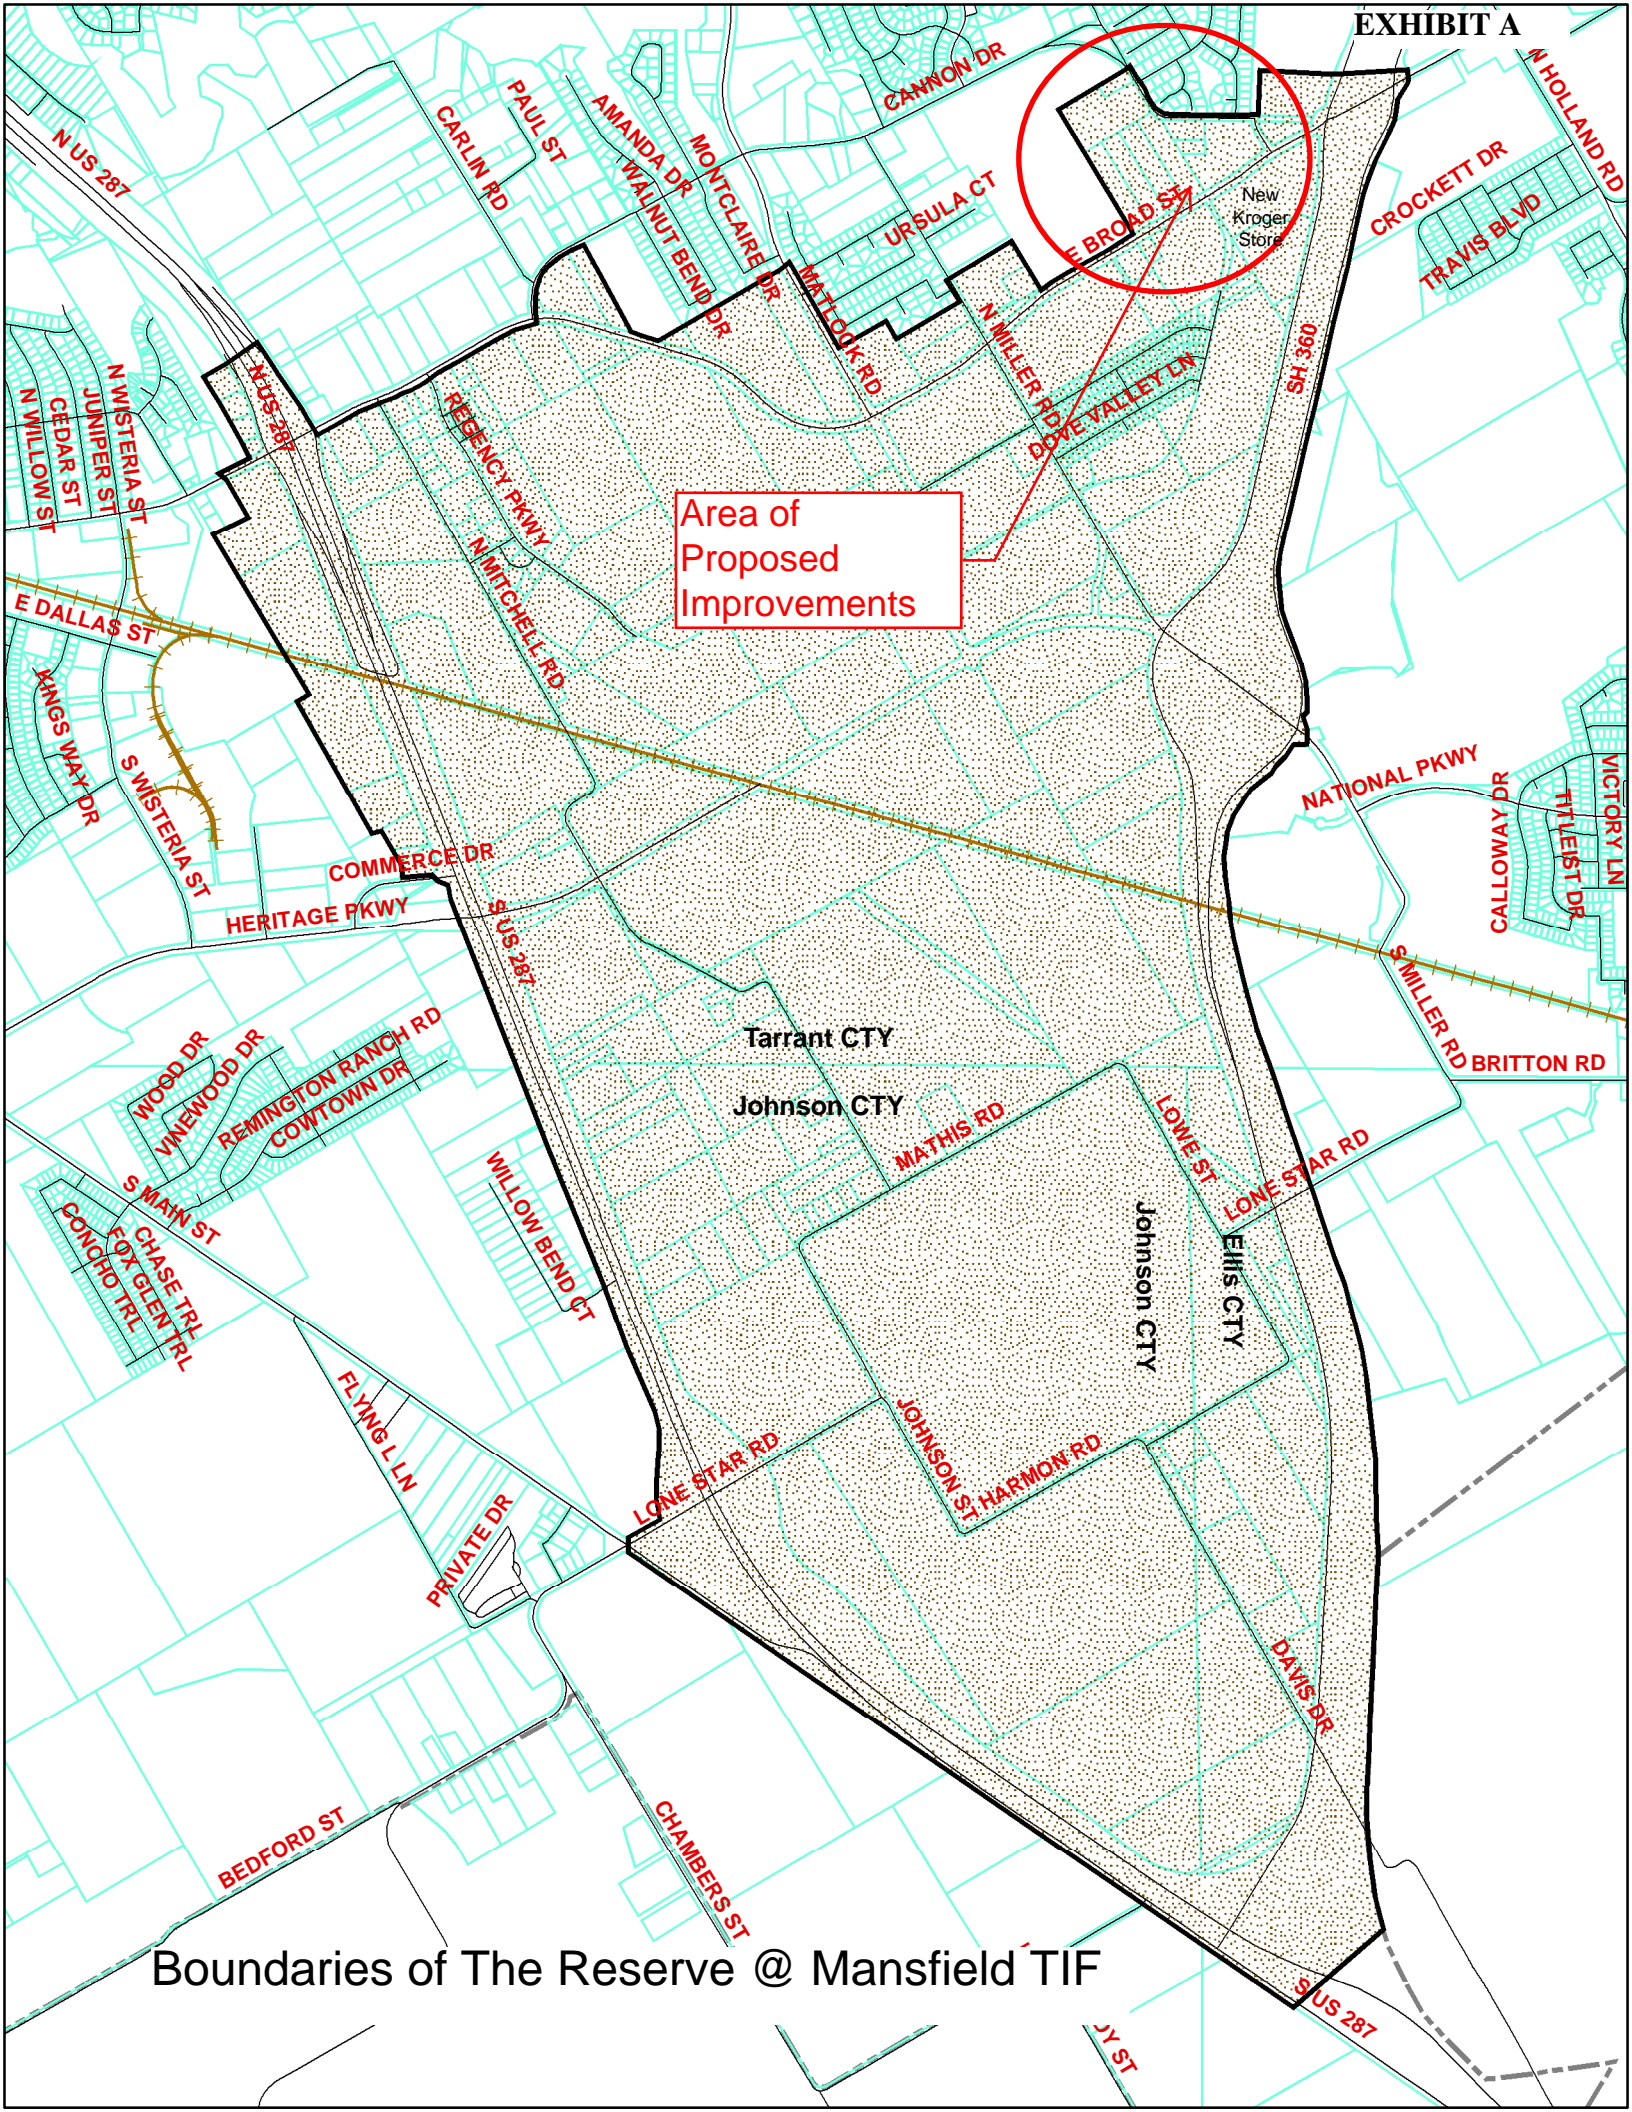 EXHIBIT A
CANNON DR
N HOLLAND RD
PAUL ST
CARLIN RD
AMANDA DR
MONTCLAIRE DR
WALNUT BEND DR
N US 287
URSULA CT
E BROAD ST
New
Kroger
Store
CROCKETT DR
TRAVIS BLVD
MATLOCK RD
N MILLER RD
DOVE VALLEY LN
SH 360
N US 287
N WISTERIA ST
JUNIPER ST
CEDAR ST
N WILLOW ST
REGENCY PKWY
N MITCHELL RD
Area of
Proposed
Improvements
E DALLAS ST
KINGS WAY DR
S WISTERIA ST
COMMERCE DR
HERITAGE PKWY
S US 287
NATIONAL PKWY
CALLOWAY DR
TITLEIST DR
VICTORY LN
S MILLER RD
BRITTON RD
WOOD DR
VINEWOOD DR
REMINGTON RANCH RD
COWTOWN DR
Tarrant CTY
Johnson CTY
MATHIS RD
LOWE ST
LONE STAR RD
Johnson CTY
Ellis CTY
WILLOW BEND CT
S MAIN ST
CHASE TRL
FOX GLEN TRL
CONCHO TRL
FLYING L LN
PRIVATE DR
LONE STAR RD
JOHNSON ST
HARMON RD
DAVIS DR
BEDFORD ST
CHAMBERS ST
Boundaries of The Reserve @ Mansfield TIF
S US 287